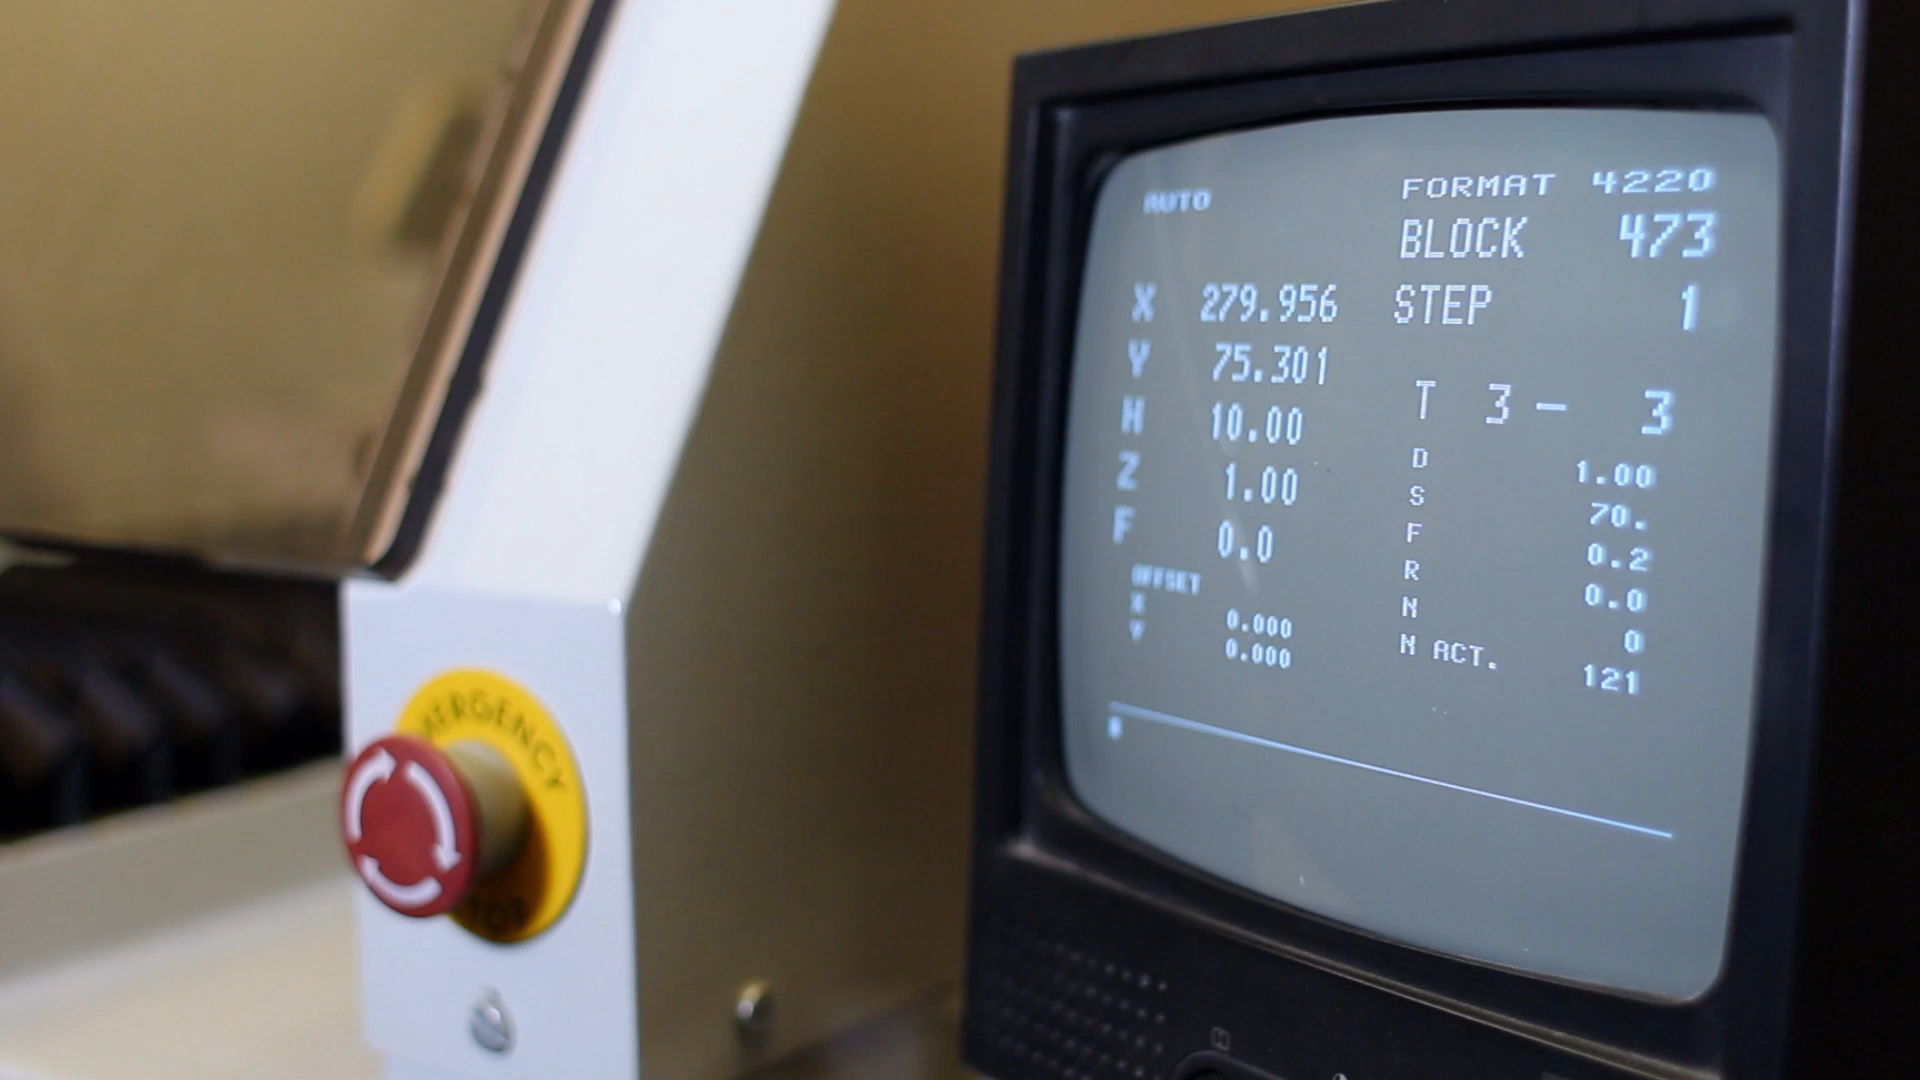 AUTO
FORMAT 4220
BLOCK 473
X 279.956 STEP 1
Y 75.301
H 10.00 T 3 - 3
Z 1.00 D 1.00
F 0.0 S 70.
F 0.2
R 0.0
N 0
N ACT. 121
OFFSET
X 0.000
Y 0.000
EMERGENCY